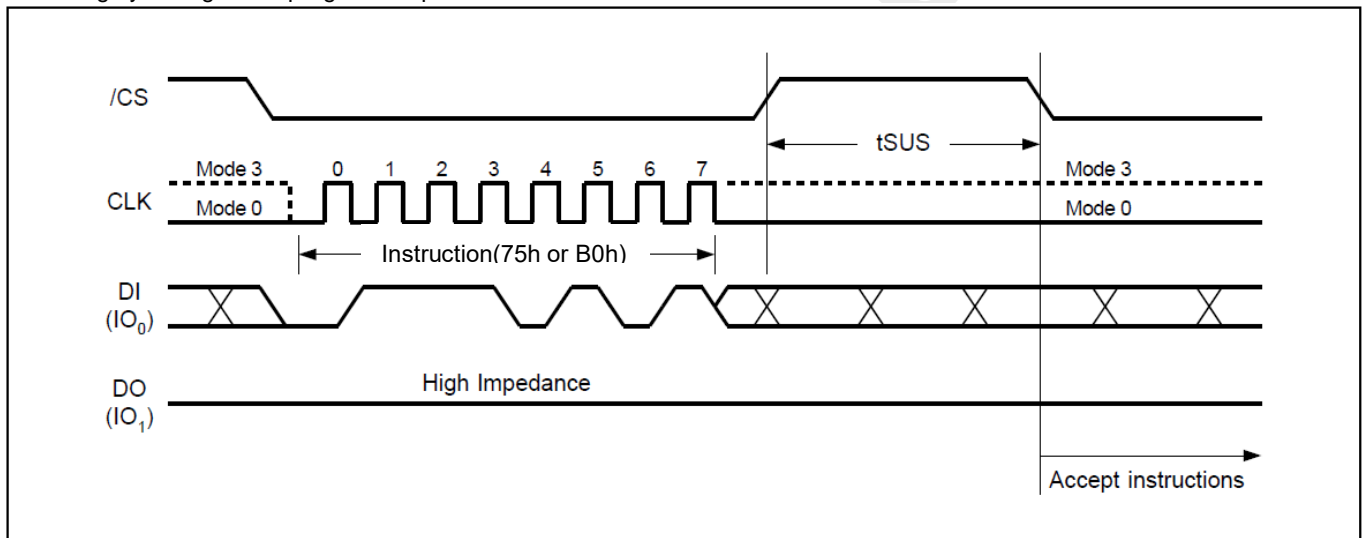 /CS
tSUS
Mode 3 0 1 2 3 4 5 6 7 Mode 3
CLK
Mode 0 Mode 0
Instruction(75h or B0h)
DI
(IO0)
High Impedance
DO
(IO1)
Accept instructions